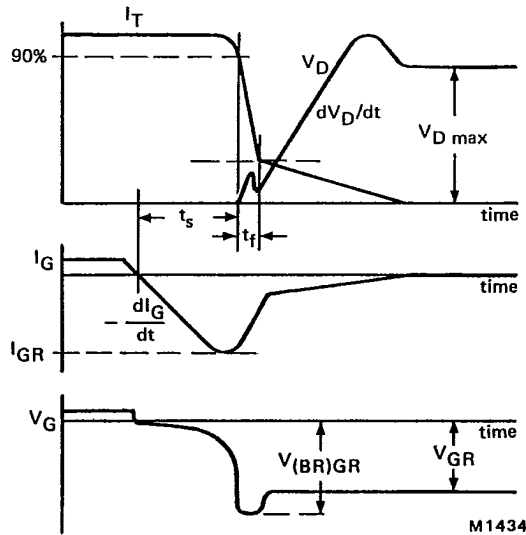 I_T
90%
V_D
dV_D/dt
V_D max
time
t_s
t_f
I_G
time
- dI_G/dt
I_GR
V_G
time
V_(BR)GR
V_GR
M1434